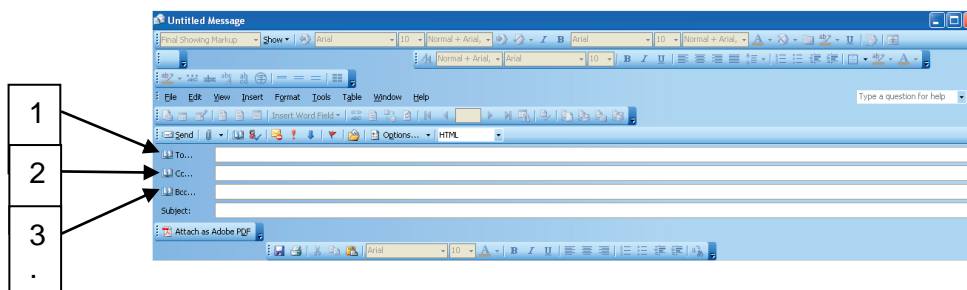 Untitled Message
Final Showing Markup Show Arial 10 Normal + Arial, I B Arial 10 Normal + Arial, A ab U
Normal + Arial, Arial 10 B I U A
File Edit View Insert Format Tools Table Window Help Type a question for help
Insert Word Field
Send Options... HTML
1 To...
2 Cc...
3 Bcc...
.
Subject:
Attach as Adobe PDF
Arial 10 A B I U